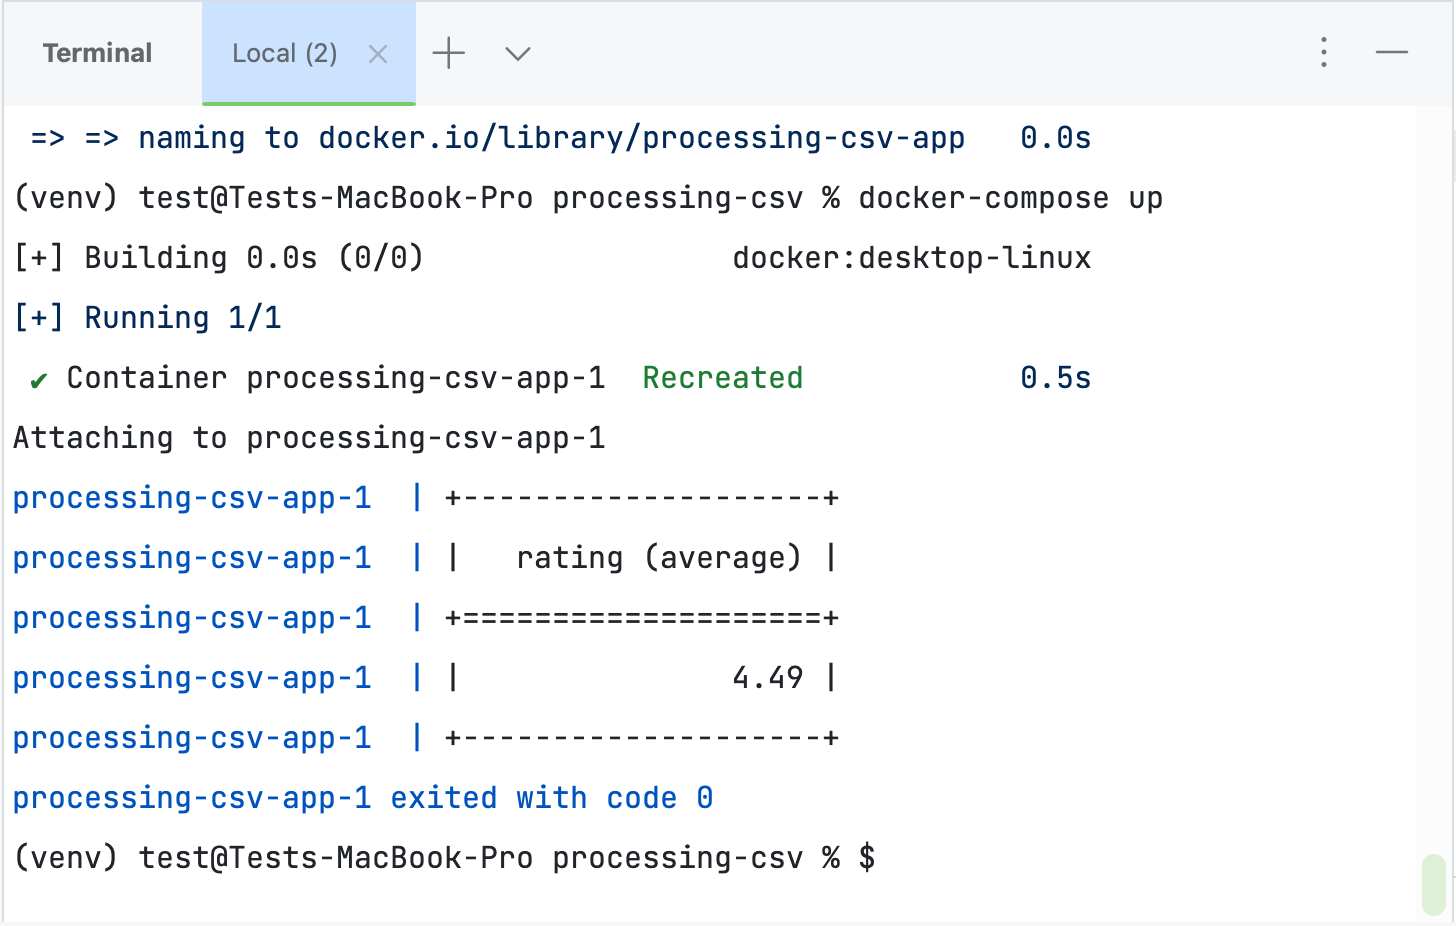 Terminal Local (2)
=> => naming to docker.io/library/processing-csv-app   0.0s
(venv) test@Tests-MacBook-Pro processing-csv % docker-compose up
[+] Building 0.0s (0/0)                 docker:desktop-linux
[+] Running 1/1
✔ Container processing-csv-app-1  Recreated            0.5s
Attaching to processing-csv-app-1
processing-csv-app-1  | +--------------------+
processing-csv-app-1  | |   rating (average) |
processing-csv-app-1  | +====================+
processing-csv-app-1  | |               4.49 |
processing-csv-app-1  | +--------------------+
processing-csv-app-1 exited with code 0
(venv) test@Tests-MacBook-Pro processing-csv % $